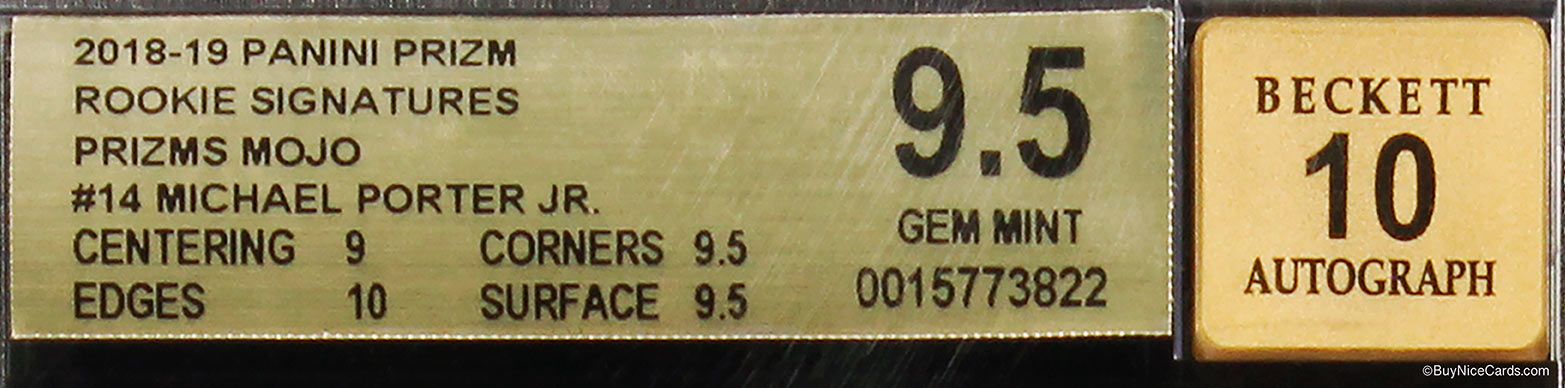 2018-19 PANINI PRIZM
ROOKIE SIGNATURES
PRIZMS MOJO
#14 MICHAEL PORTER JR.
CENTERING 9 CORNERS 9.5
EDGES 10 SURFACE 9.5
9.5
GEM MINT
0015773822
BECKETT
10
AUTOGRAPH
©BuyNiceCards.com